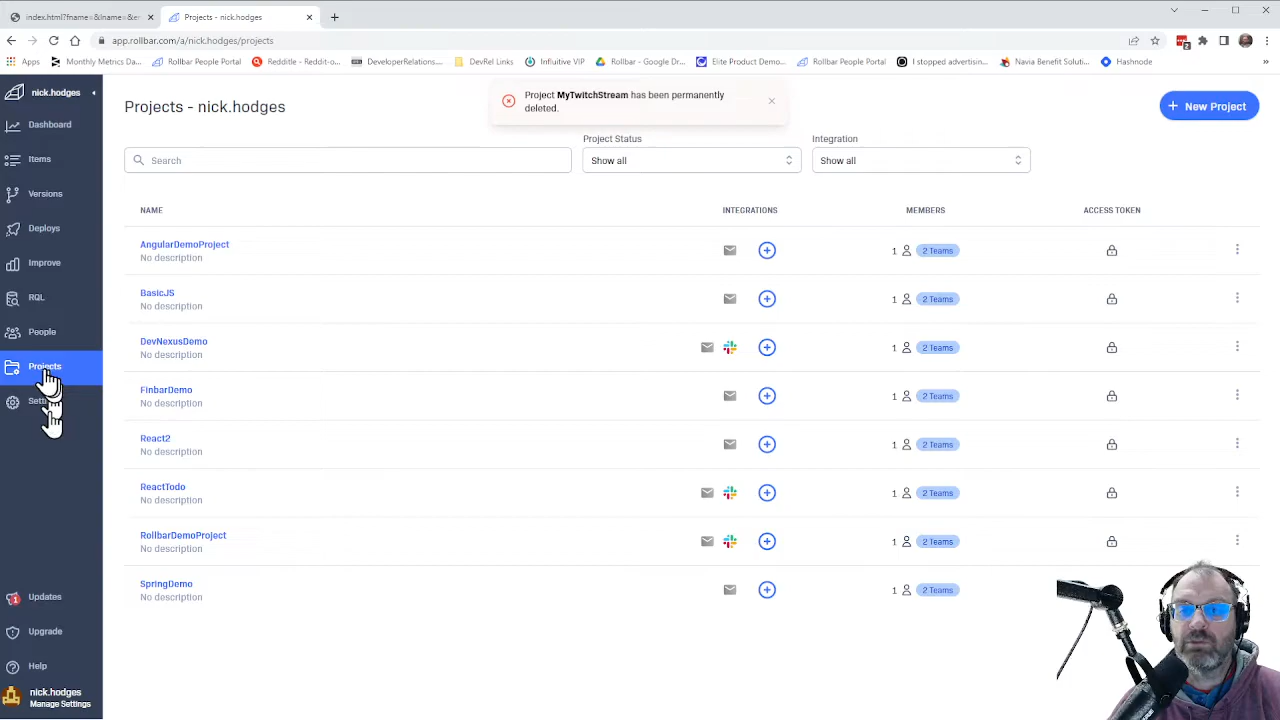 index.html?fname=&lname=&e
Projects - nick.hodges
app.rollbar.com/a/nick.hodges/projects
Apps
Monthly Metrics Da...
Rollbar People Portal
Reddtitle - Reddit-o...
DeveloperRelations....
DevRel Links
Influitive VIP
Rollbar - Google Dr...
Elite Product Demo...
Rollbar People Portal
I stopped advertisin...
Navia Benefit Soluti...
Hashnode
»
nick.hodges
Dashboard
Items
Versions
Deploys
Improve
RQL
People
Projects
Updates
1
Upgrade
Help
nick.hodges
Manage Settings
Projects - nick.hodges
Project MyTwitchStream has been permanently
deleted.
+ New Project
Project Status
Integration
Search
Show all
Show all
NAME INTEGRATIONS MEMBERS ACCESS TOKEN
AngularDemoProject
No description
1 2 Teams
BasicJS
No description
1 2 Teams
DevNexusDemo
No description
1 2 Teams
FinbarDemo
No description
1 2 Teams
React2
No description
1 2 Teams
ReactTodo
No description
1 2 Teams
RollbarDemoProject
No description
1 2 Teams
SpringDemo
No description
1 2 Teams